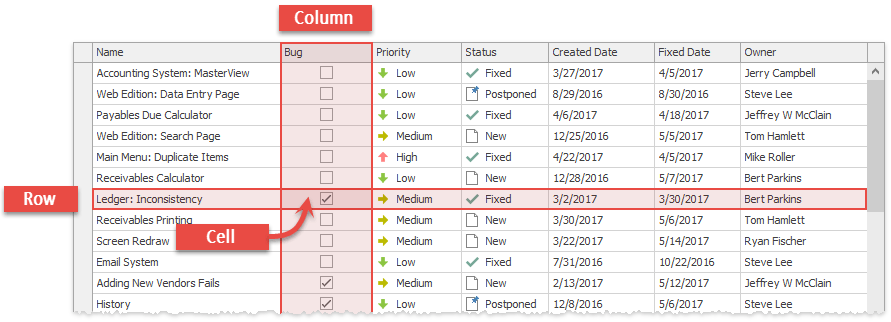 Column
Name Bug Priority Status Created Date Fixed Date Owner
Accounting System: MasterView Low Fixed 3/27/2017 4/5/2017 Jerry Campbell
Web Edition: Data Entry Page Low Postponed 8/29/2016 8/30/2016 Steve Lee
Payables Due Calculator Low Fixed 4/6/2017 4/18/2017 Jeffrey W McClain
Web Edition: Search Page Medium New 12/25/2016 5/5/2017 Tom Hamlett
Main Menu: Duplicate Items High Fixed 4/22/2017 4/5/2017 Mike Roller
Receivables Calculator Low New 12/28/2016 5/7/2017 Bert Parkins
Row Ledger: Inconsistency Medium Fixed 3/2/2017 3/30/2017 Bert Parkins
Receivables Printing Medium New 3/30/2017 5/6/2017 Tom Hamlett
Cell
Screen Redraw Medium New 3/22/2017 5/14/2017 Ryan Fischer
Email System Low Fixed 7/31/2016 10/22/2016 Steve Lee
Adding New Vendors Fails Medium New 2/13/2017 5/12/2017 Jeffrey W McClain
History Low Postponed 12/8/2016 5/6/2017 Steve Lee